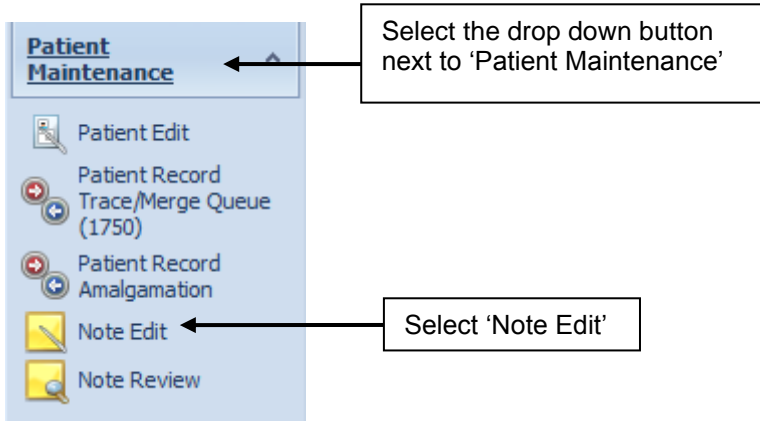 Select the drop down button
next to ‘Patient Maintenance’
Patient
Maintenance
Patient Edit
Patient Record
Trace/Merge Queue
(1750)
Patient Record
Amalgamation
Note Edit
Select ‘Note Edit’
Note Review